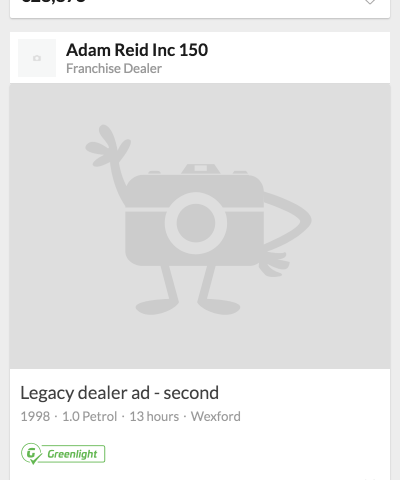 Adam Reid Inc 150
Franchise Dealer
Legacy dealer ad - second
1998 · 1.0 Petrol · 13 hours · Wexford
G Greenlight